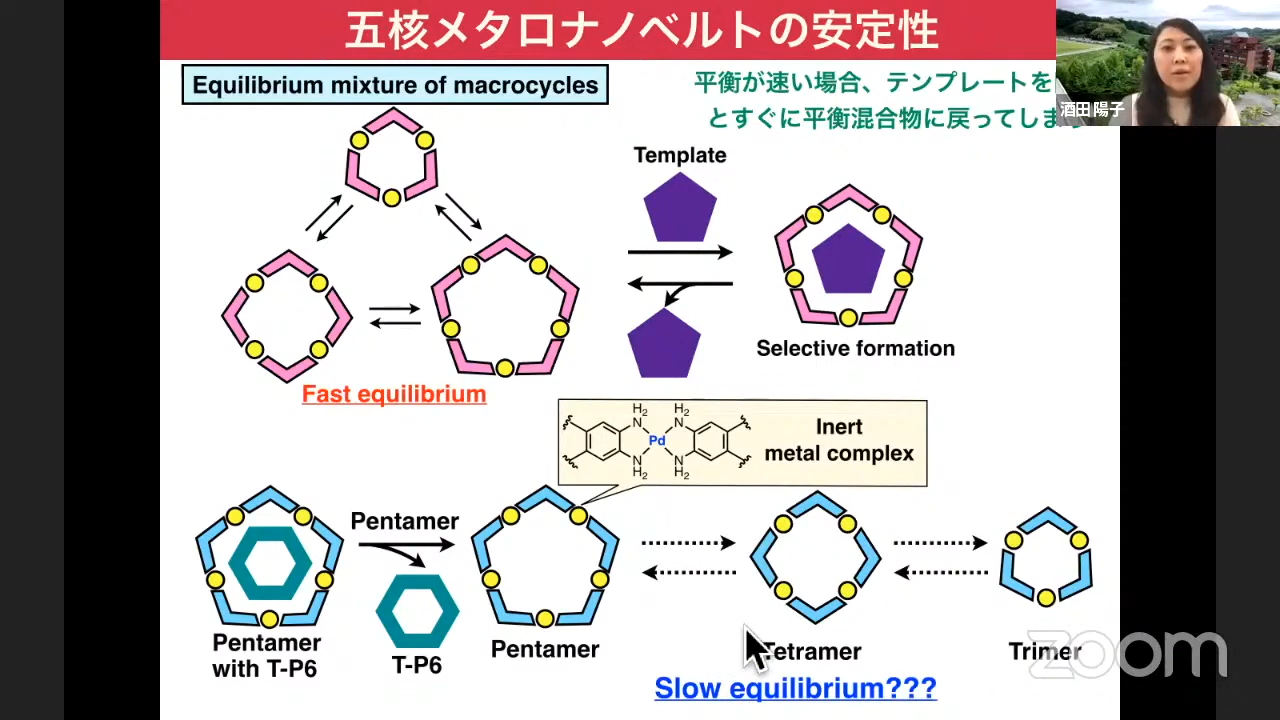 五核メタロナノベルトの安定性
Equilibrium mixture of macrocycles
平衡が速い場合、テンプレートを
とすぐに平衡混合物に戻ってしま
酒田 陽子
Template
Selective formation
Fast equilibrium
H2 H2
N N
Pd
N N
H2 H2
Inert
metal complex
Pentamer
Pentamer
with T-P6
T-P6
Pentamer
Tetramer
Trimer
Slow equilibrium???
zoom